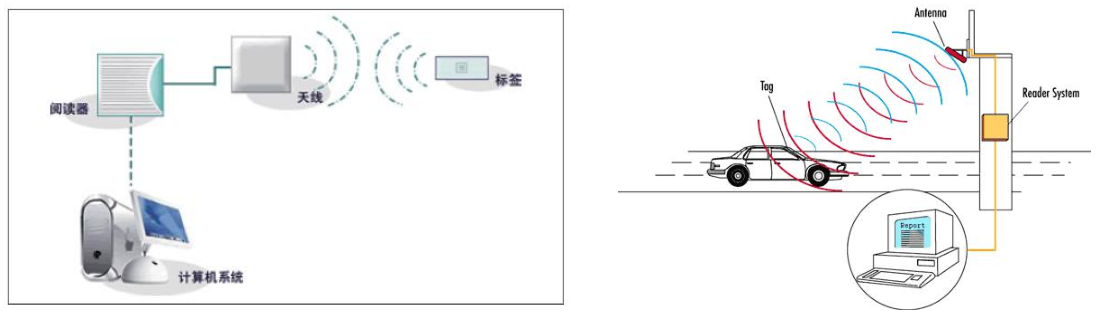 阅读器
天线
标签
计算机系统
Antenna
Tag
Reader System
Report